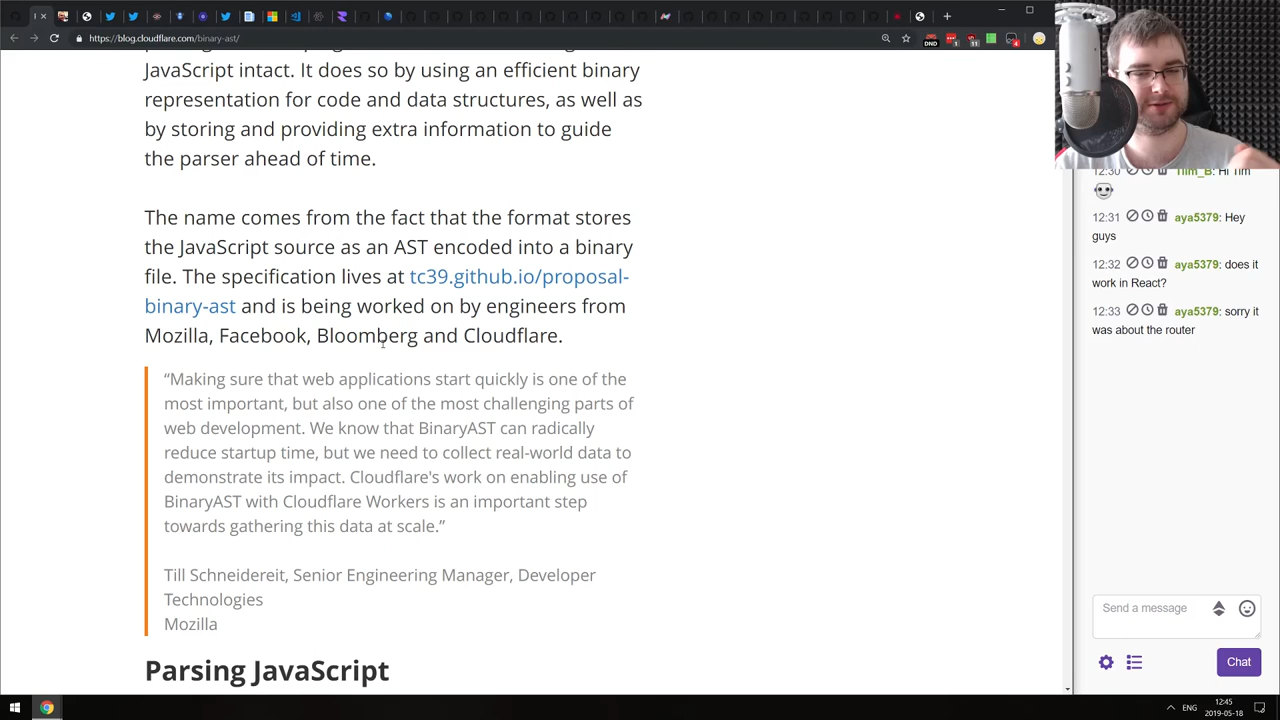 https://blog.cloudflare.com/binary-ast/
JavaScript intact. It does so by using an efficient binary
representation for code and data structures, as well as
by storing and providing extra information to guide
the parser ahead of time.
The name comes from the fact that the format stores
the JavaScript source as an AST encoded into a binary
file. The specification lives at tc39.github.io/proposal-
binary-ast and is being worked on by engineers from
Mozilla, Facebook, Bloomberg and Cloudflare.
“Making sure that web applications start quickly is one of the
most important, but also one of the most challenging parts of
web development. We know that BinaryAST can radically
reduce startup time, but we need to collect real-world data to
demonstrate its impact. Cloudflare's work on enabling use of
BinaryAST with Cloudflare Workers is an important step
towards gathering this data at scale.”
Till Schneidereit, Senior Engineering Manager, Developer
Technologies
Mozilla
Parsing JavaScript
DND
12:30 Tiim_B: Hi Tim
12:31 aya5379: Hey
guys
12:32 aya5379: does it
work in React?
12:33 aya5379: sorry it
was about the router
Send a message
Chat
ENG
12:45
2019-05-18